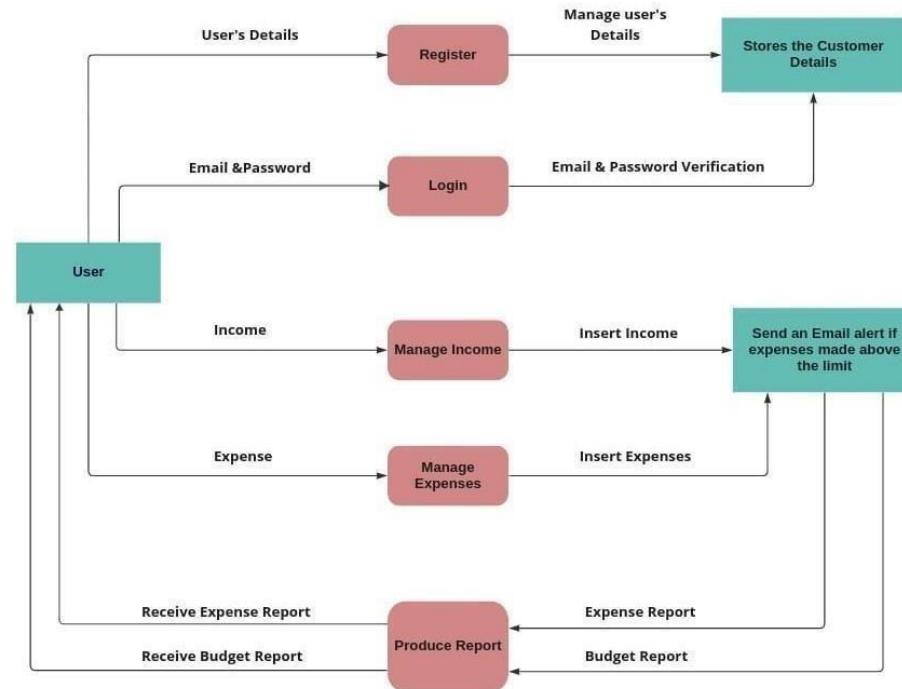 User's Details
Register
Manage user's
Details
Stores the Customer
Details
Email &Password
Login
Email & Password Verification
User
Income
Manage Income
Insert Income
Send an Email alert if
expenses made above
the limit
Expense
Manage
Expenses
Insert Expenses
Receive Expense Report
Expense Report
Produce Report
Receive Budget Report
Budget Report